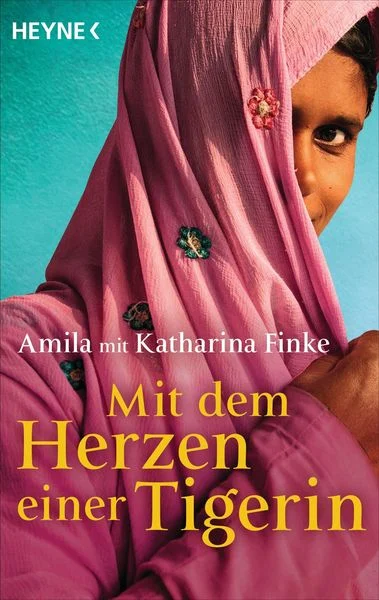 HEYNE <
Amila mit Katharina Finke
Mit dem
Herzen
einer Tigerin